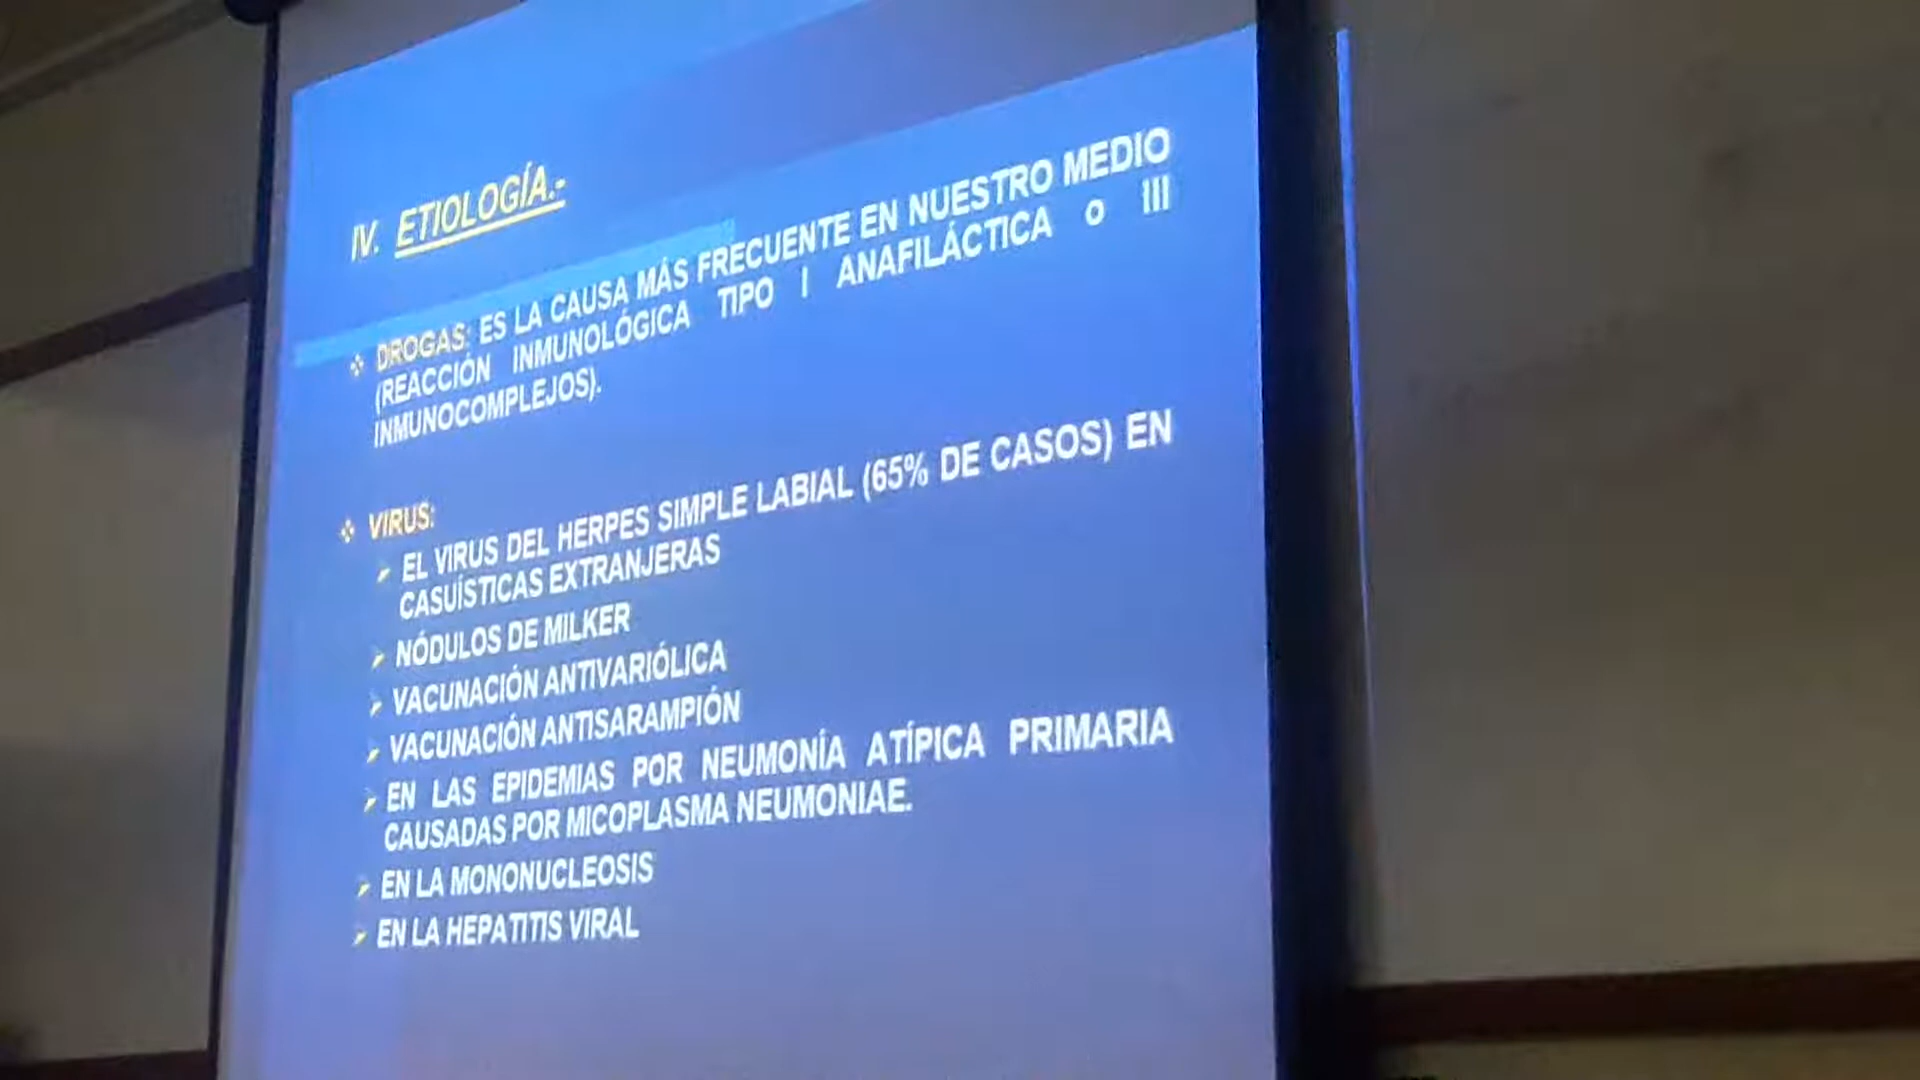 IV. ETIOLOGÍA.-
❖ DROGAS: ES LA CAUSA MÁS FRECUENTE EN NUESTRO MEDIO
(REACCIÓN INMUNOLÓGICA TIPO I ANAFILÁCTICA o III
INMUNOCOMPLEJOS).
❖ VIRUS:
➢ EL VIRUS DEL HERPES SIMPLE LABIAL (65% DE CASOS) EN
CASUÍSTICAS EXTRANJERAS
➢ NÓDULOS DE MILKER
➢ VACUNACIÓN ANTIVARIÓLICA
➢ VACUNACIÓN ANTISARAMPIÓN
➢ EN LAS EPIDEMIAS POR NEUMONÍA ATÍPICA PRIMARIA
CAUSADAS POR MICOPLASMA NEUMONIAE.
➢ EN LA MONONUCLEOSIS
➢ EN LA HEPATITIS VIRAL